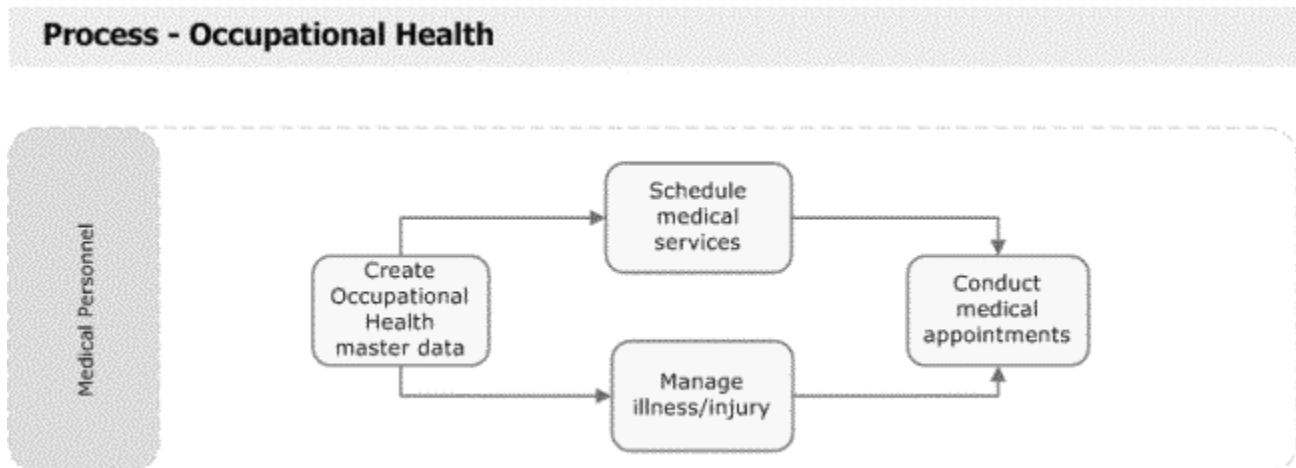 Process - Occupational Health
Medical Personnel
Create
Occupational
Health
master data
Schedule
medical
services
Manage
illness/injury
Conduct
medical
appointments